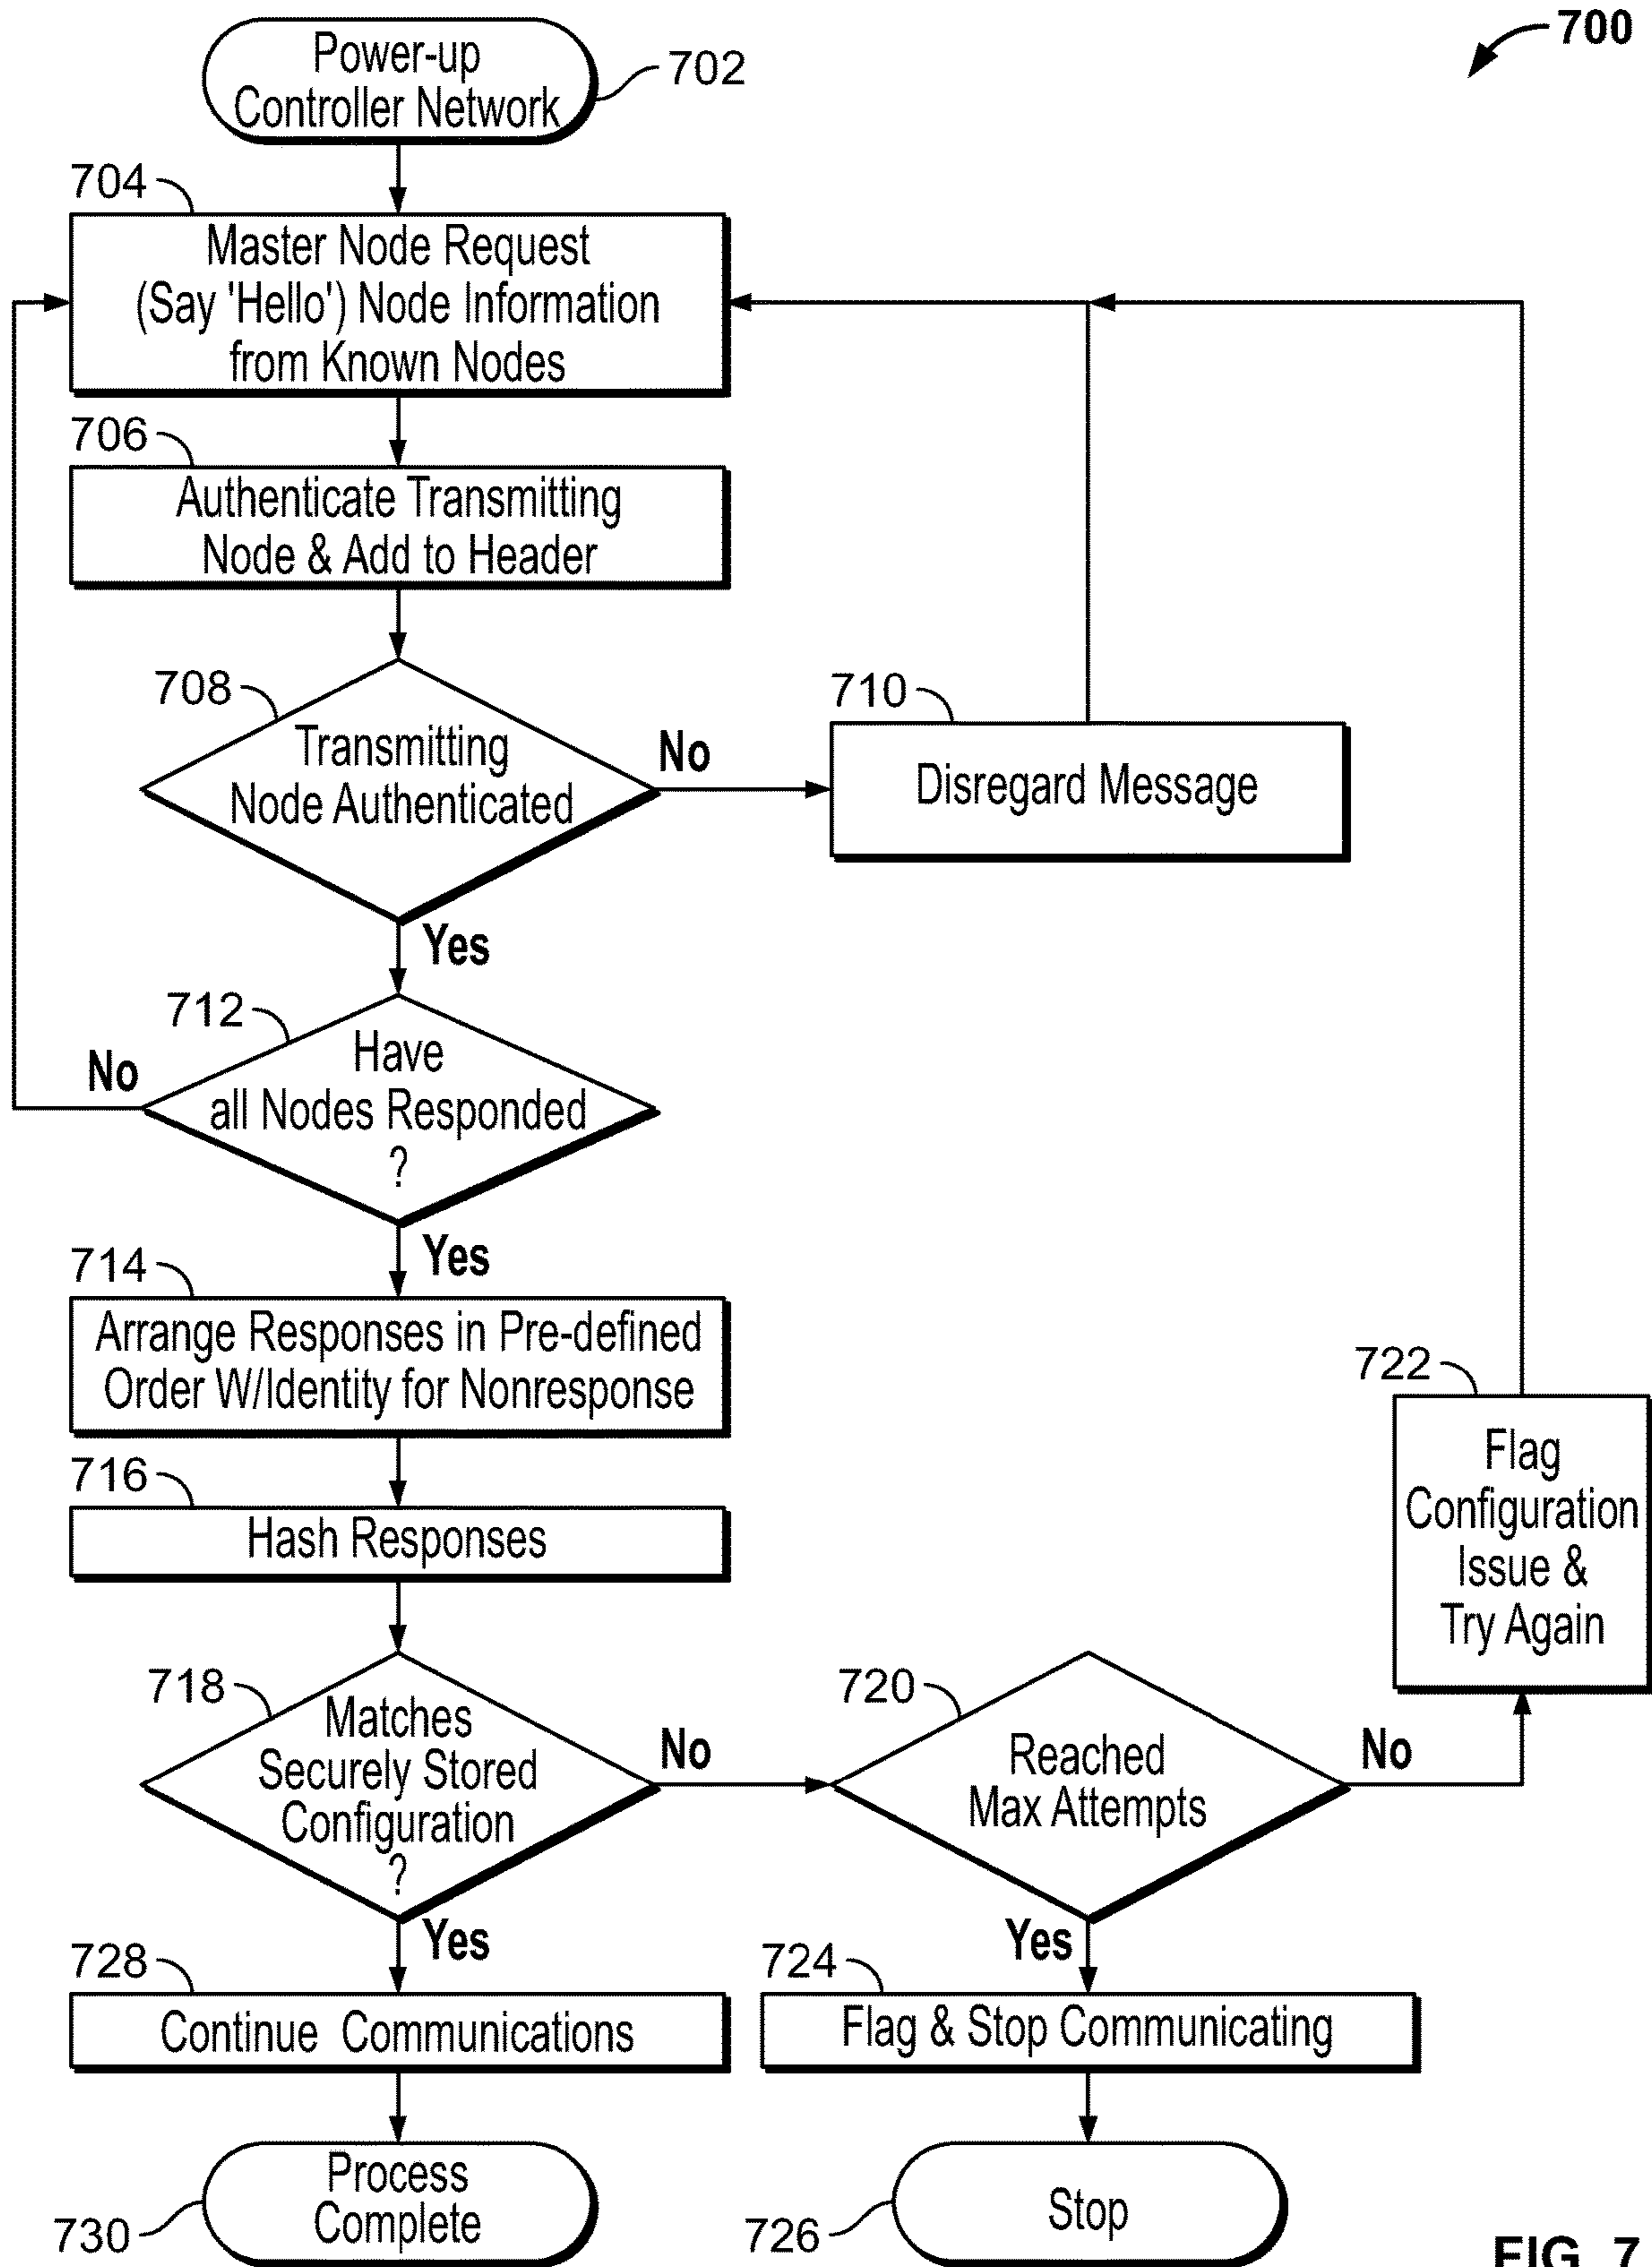 700
Power-up
Controller Network
702
704
Master Node Request
(Say 'Hello') Node Information
from Known Nodes
706
Authenticate Transmitting
Node & Add to Header
708
Transmitting
Node Authenticated
No
710
Disregard Message
Yes
712
Have
all Nodes Responded
?
No
Yes
714
Arrange Responses in Pre-defined
Order W/Identity for Nonresponse
716
Hash Responses
718
Matches
Securely Stored
Configuration
?
No
720
Reached
Max Attempts
No
722
Flag
Configuration
Issue &
Try Again
Yes
728
Continue Communications
Yes
724
Flag & Stop Communicating
730
Process
Complete
726
Stop
FIG. 7